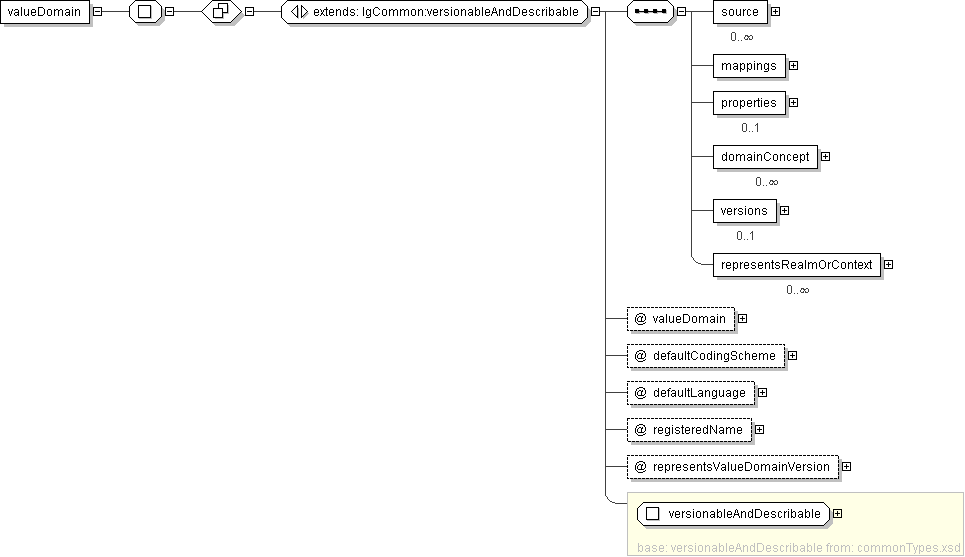 valueDomain
extends: lgCommon:versionableAndDescribable
source
0..∞
mappings
properties
0..1
domainConcept
0..∞
versions
0..1
representsRealmOrContext
0..∞
@ valueDomain
@ defaultCodingScheme
@ defaultLanguage
@ registeredName
@ representsValueDomainVersion
versionableAndDescribable
base: versionableAndDescribable from: commonTypes.xsd